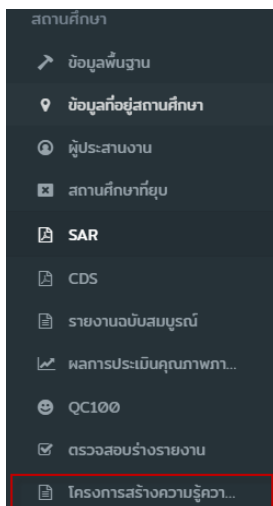 สถานศึกษา
ข้อมูลพื้นฐาน
ข้อมูลที่อยู่สถานศึกษา
ผู้ประสานงาน
สถานศึกษาที่ยุบ
SAR
CDS
รายงานฉบับสมบูรณ์
ผลการประเมินคุณภาพภา...
QC100
ตรวจสอบร่างรายงาน
โครงการสร้างความรู้ควา...